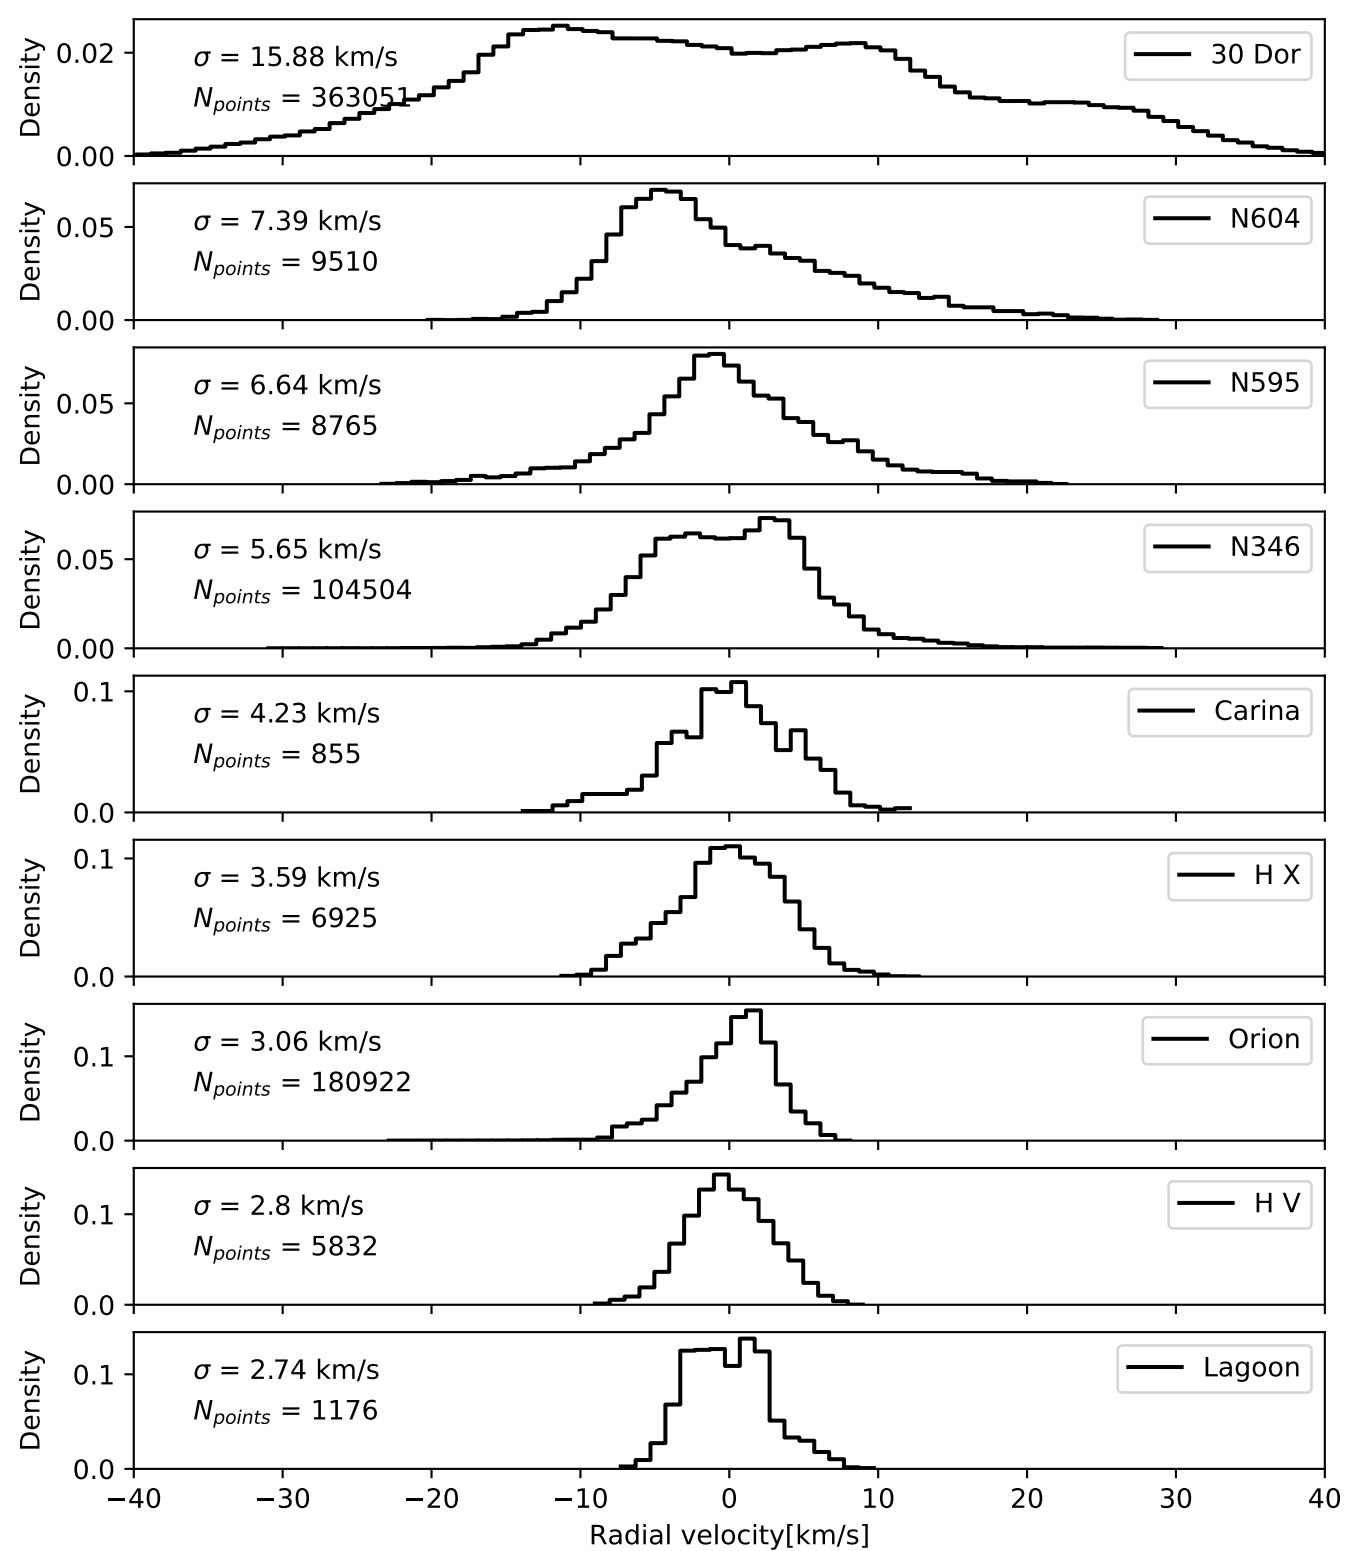 Density
0.02
0.00
σ = 15.88 km/s
N_points = 363051
30 Dor
Density
0.05
0.00
σ = 7.39 km/s
N_points = 9510
N604
Density
0.05
0.00
σ = 6.64 km/s
N_points = 8765
N595
Density
0.05
0.00
σ = 5.65 km/s
N_points = 104504
N346
Density
0.1
0.0
σ = 4.23 km/s
N_points = 855
Carina
Density
0.1
0.0
σ = 3.59 km/s
N_points = 6925
H X
Density
0.1
0.0
σ = 3.06 km/s
N_points = 180922
Orion
Density
0.1
0.0
σ = 2.8 km/s
N_points = 5832
H V
Density
0.1
0.0
σ = 2.74 km/s
N_points = 1176
Lagoon
−40 −30 −20 −10 0 10 20 30 40
Radial velocity[km/s]